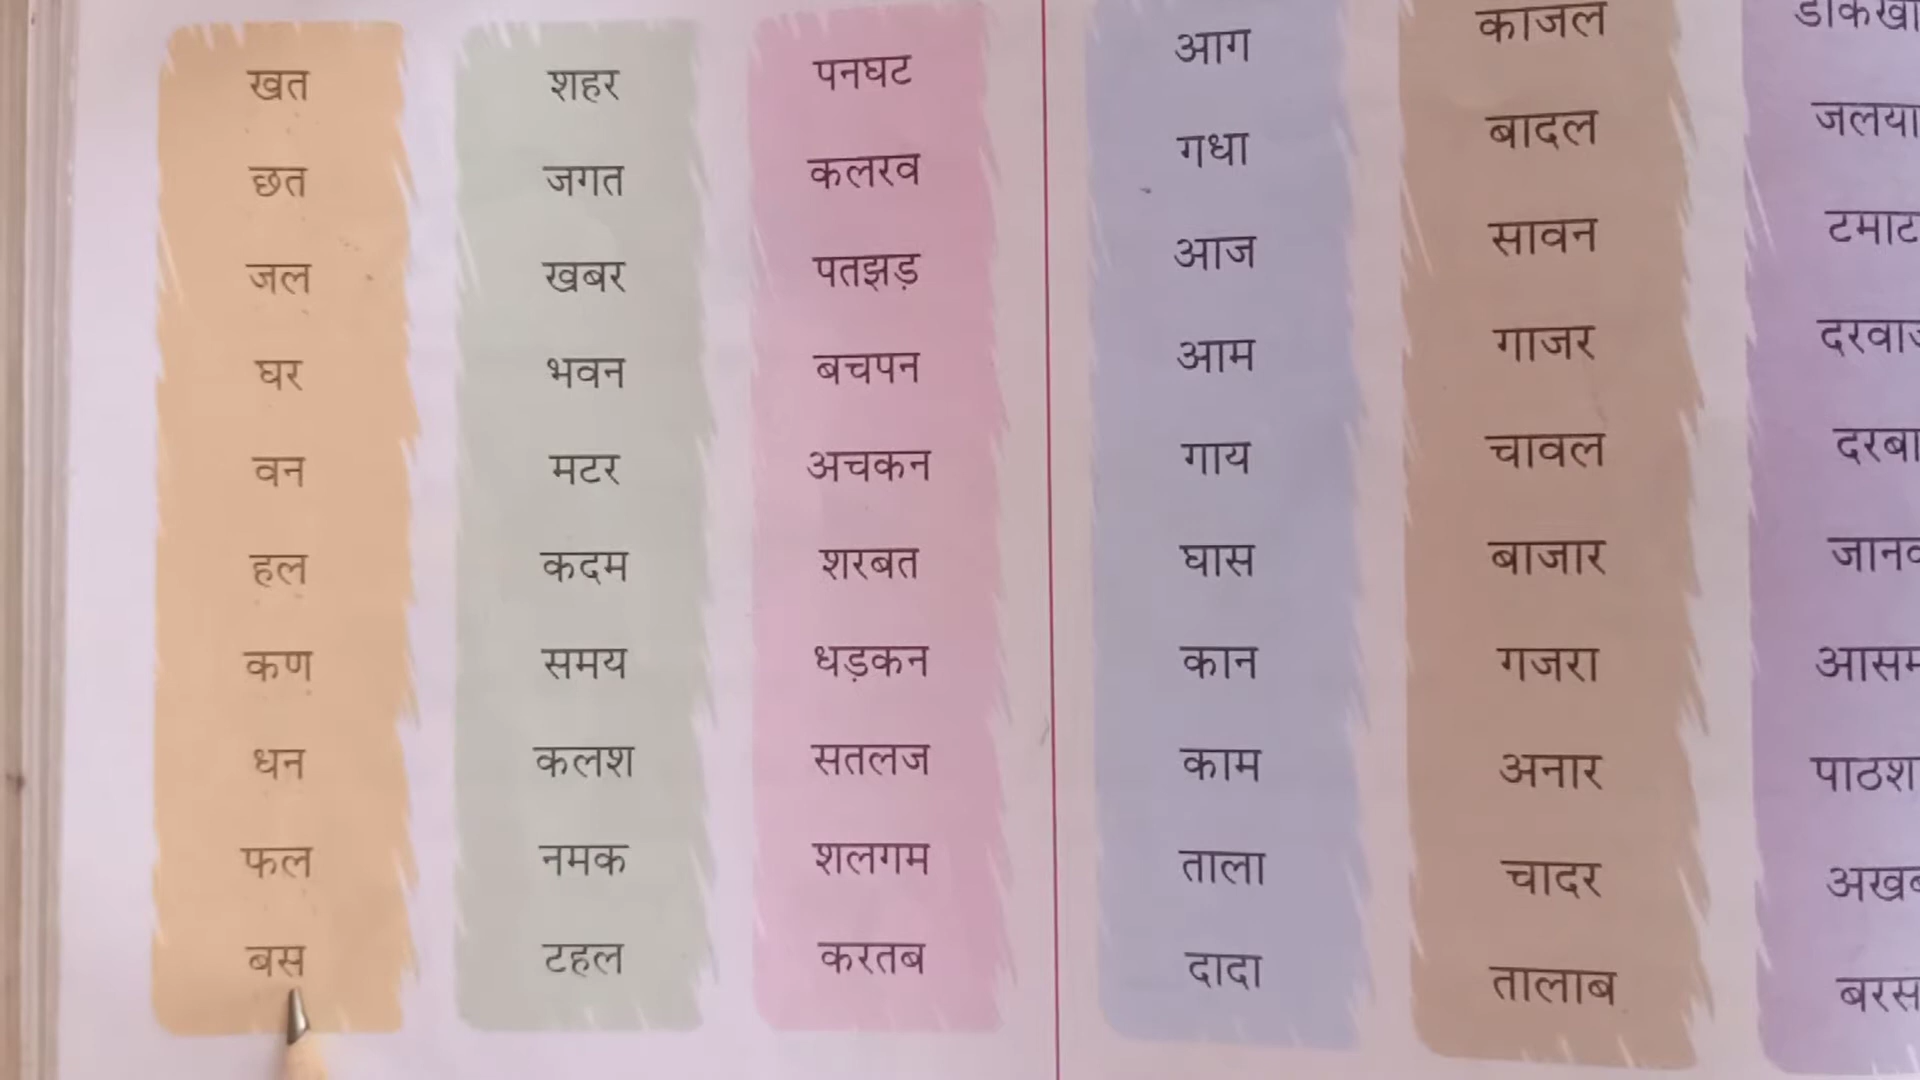 खत
छत
जल
घर
वन
हल
कण
धन
फल
बस
शहर
जगत
खबर
भवन
मटर
कदम
समय
कलश
नमक
टहल
पनघट
कलरव
पतझड़
बचपन
अचकन
शरबत
धड़कन
सतलज
शलगम
करतब
आग
गधा
आज
आम
गाय
घास
कान
काम
ताला
दादा
काजल
बादल
सावन
गाजर
चावल
बाजार
गजरा
अनार
चादर
तालाब